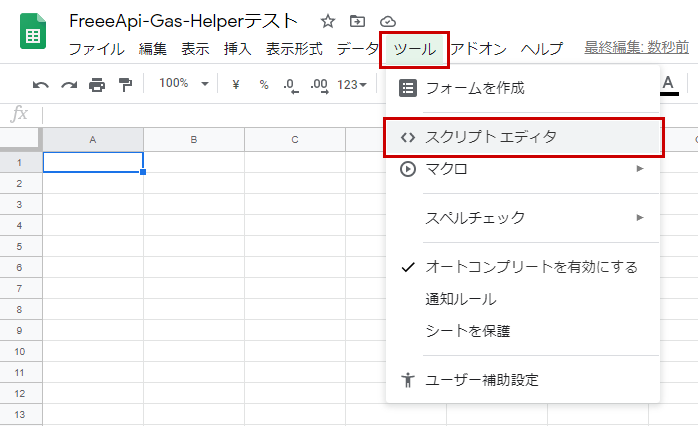 FreeeApi-Gas-Helperテスト
ファイル 編集 表示 挿入 表示形式 データ ツール アドオン ヘルプ 最終編集: 数秒前
100% ¥ % .0 .00 123 A
fx
A B C
1
2
3
4
5
6
7
8
9
10
11
12
13
フォームを作成
スクリプト エディタ
マクロ
スペルチェック
オートコンプリートを有効にする
通知ルール
シートを保護
ユーザー補助設定